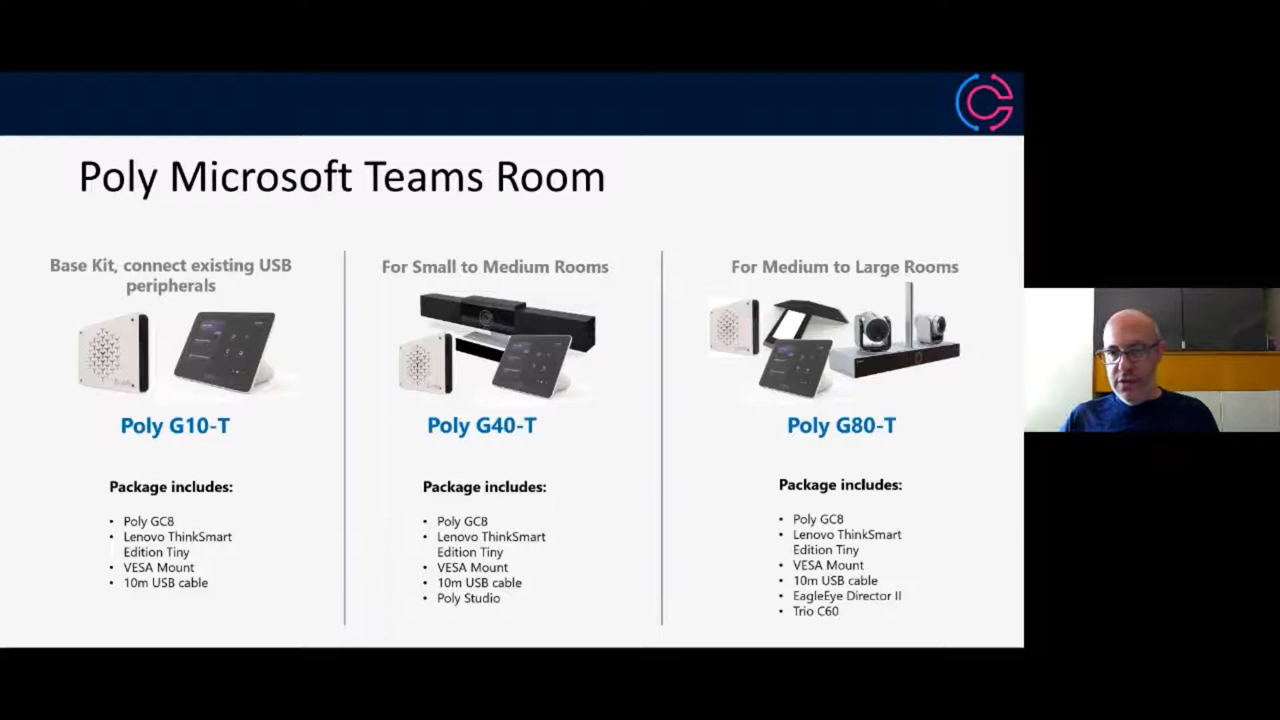 Poly Microsoft Teams Room
Base Kit, connect existing USB
peripherals
Poly G10-T
Package includes:
• Poly GC8
• Lenovo ThinkSmart
Edition Tiny
• VESA Mount
• 10m USB cable
For Small to Medium Rooms
Poly G40-T
Package includes:
• Poly GC8
• Lenovo ThinkSmart
Edition Tiny
• VESA Mount
• 10m USB cable
• Poly Studio
For Medium to Large Rooms
Poly G80-T
Package includes:
• Poly GC8
• Lenovo ThinkSmart
Edition Tiny
• VESA Mount
• 10m USB cable
• EagleEye Director II
• Trio C60